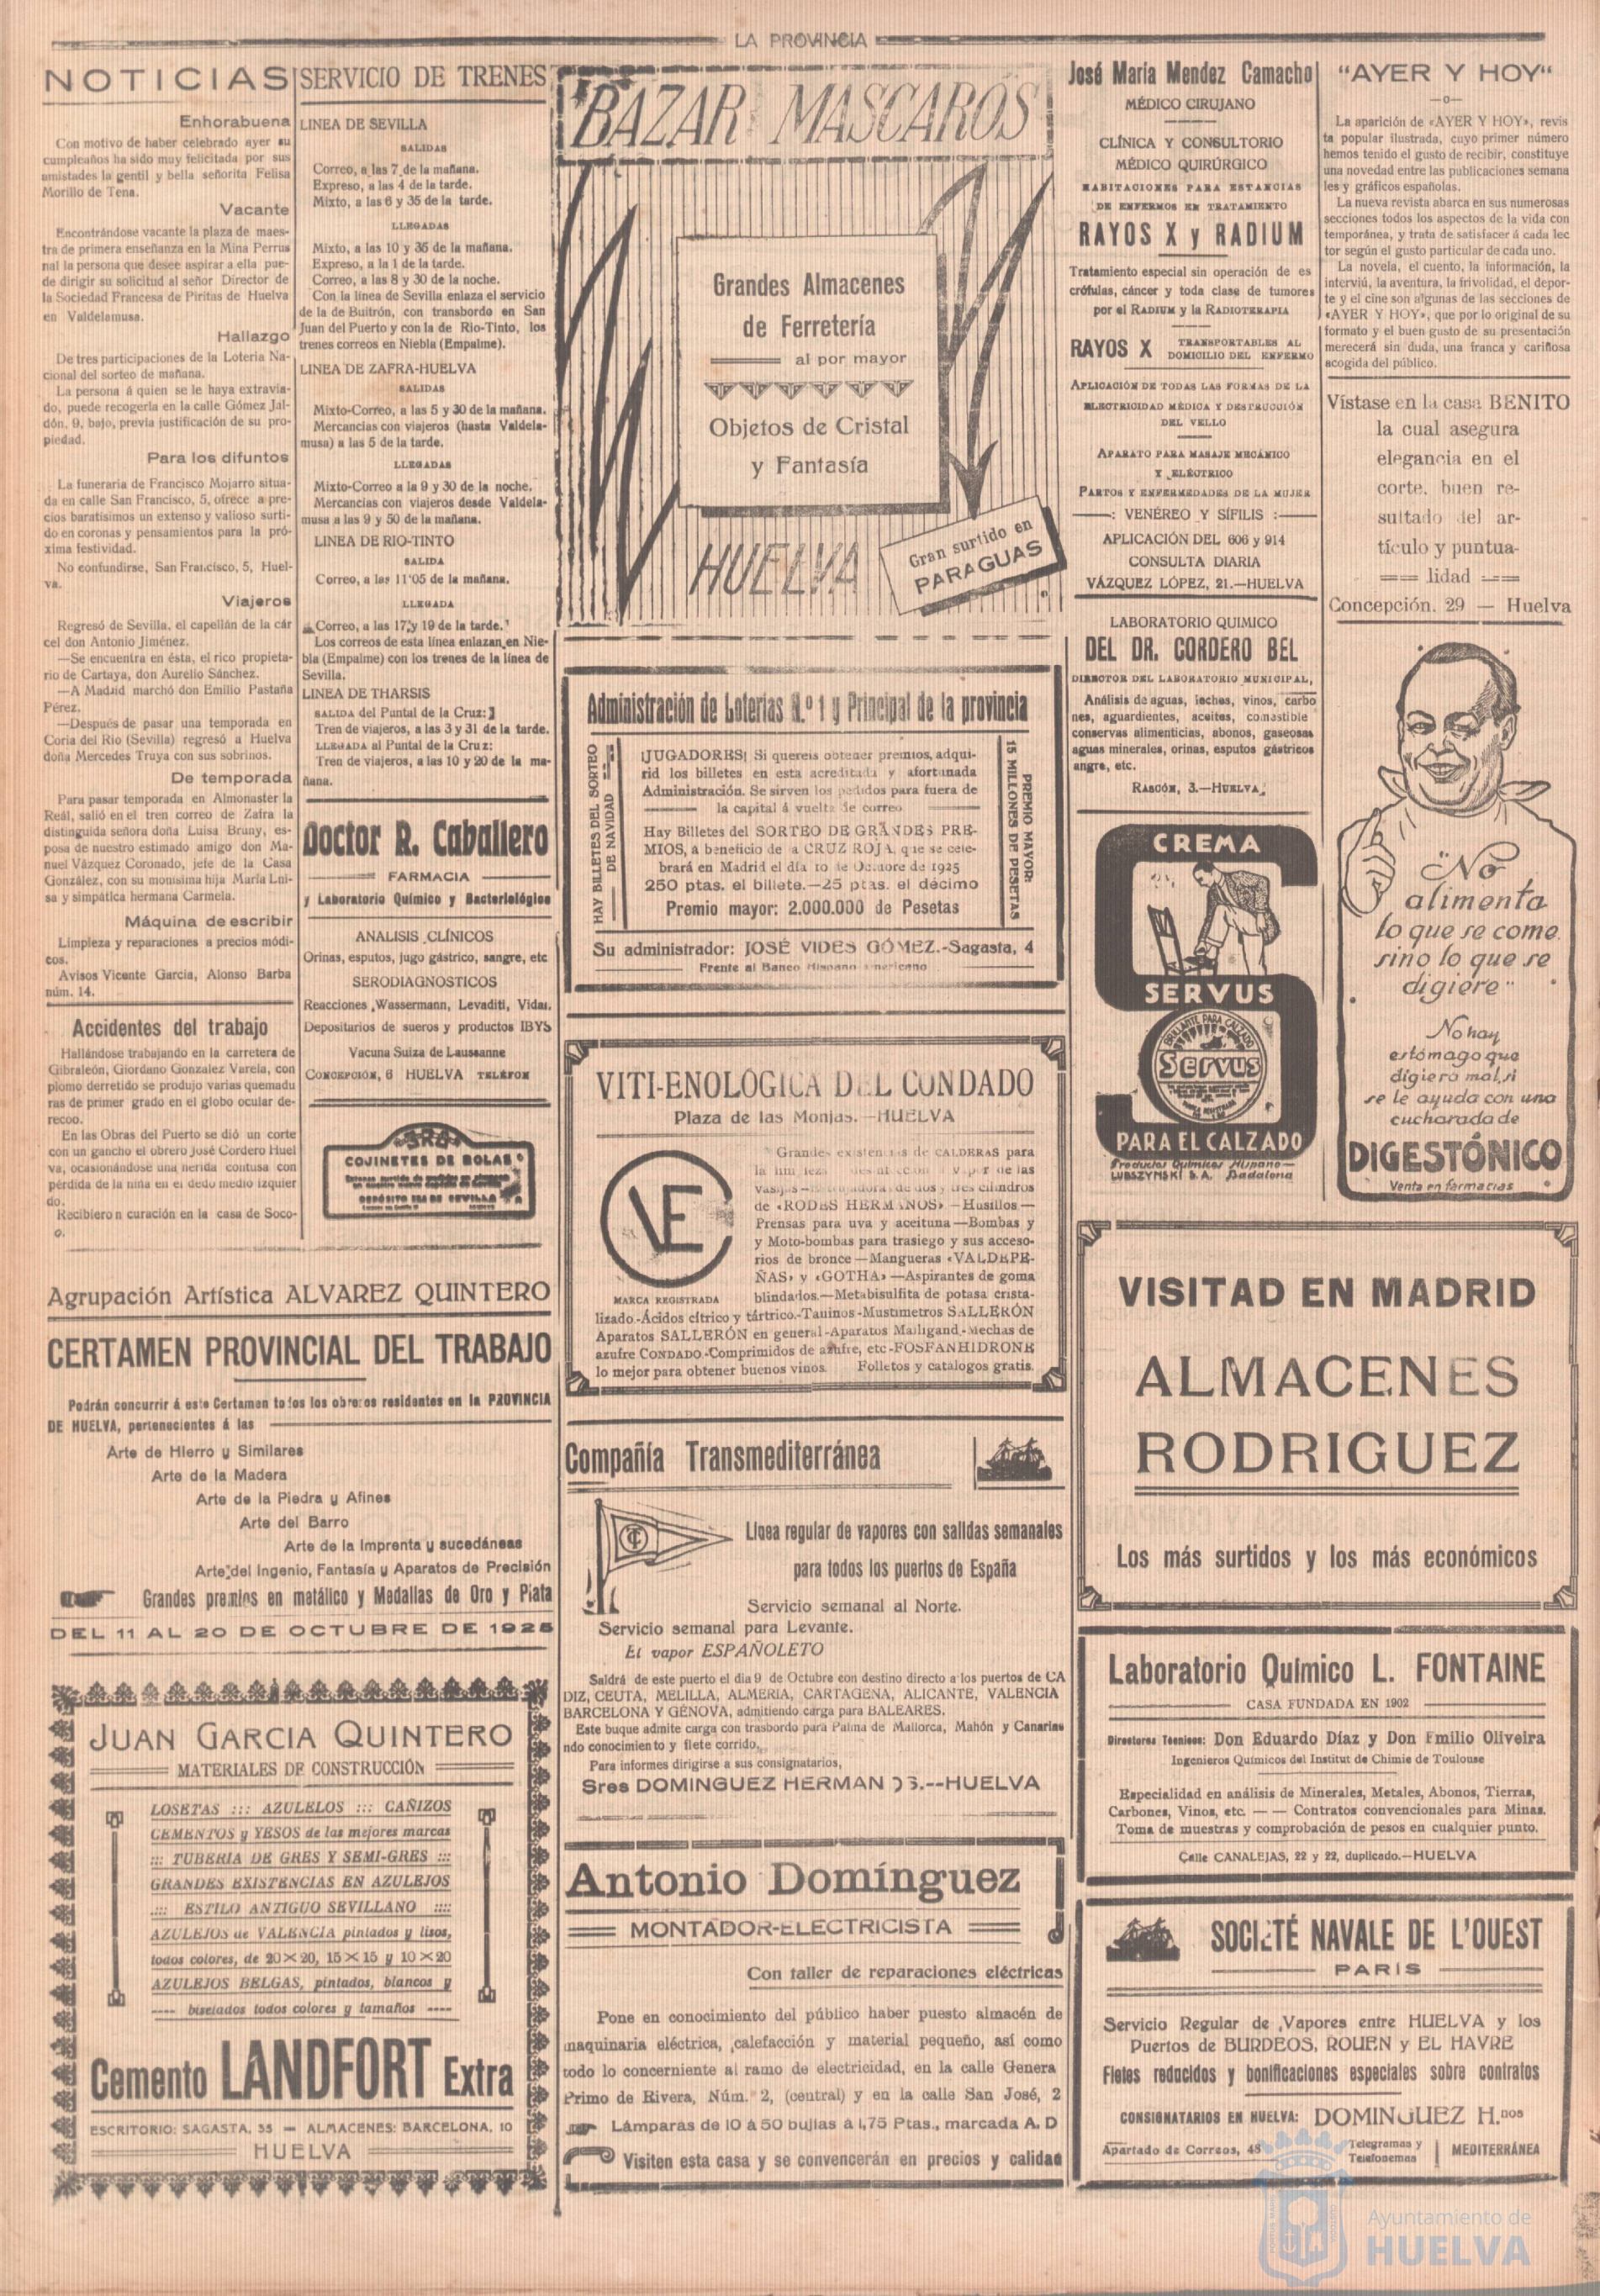 LA PROVINCIA
NOTICIAS
Enhorabuena
Con motivo de haber celebrado ayer su
cumpleaños ha sido muy felicitada por sus
amistades la gentil y bella señorita Felisa
Morillo de Tena.
Vacante
Encontrándose vacante la plaza de maes-
tra de primera enseñanza en la Mina Perru
nal la persona que desee aspirar a ella pue-
de dirigir su solicitud al señor Director de
la Sociedad Francesa de Piritas de Huelva
en Valdelamusa.
Hallazgo
De tres participaciones de la Lotería Na-
cional del sorteo de mañana.
La persona á quien se le haya extravia-
do, puede recogerla en la calle Gómez Jal-
dón, 9, bajo, previa justificación de su pro-
piedad.
Para los difuntos
La funeraria de Francisco Mojarro situa-
da en calle San Francisco, 5, ofrece a pre-
cios baratísimos un extenso y valioso surti-
do en coronas y pensamientos para la pró-
xima festividad.
No confundirse, San Francisco, 5, Huel-
va.
Viajeros
Regresó de Sevilla, el capellán de la cár
cel don Antonio Jiménez.
—Se encuentra en ésta, el rico propieta-
rio de Cartaya, don Aurelio Sánchez.
—A Madrid marchó don Emilio Pastaña
Pérez.
—Después de pasar una temporada en
Coria del Río (Sevilla) regresó a Huelva
doña Mercedes Truya con sus sobrinos.
De temporada
Para pasar temporada en Almonaster la
Reál, salió en el tren correo de Zafra la
distinguida señora doña Luisa Bruny, es-
posa de nuestro estimado amigo don Ma-
nuel Vázquez Coronado, jefe de la Casa
González, con su monísima hija María Lui-
sa y simpática hermana Carmela.
Máquina de escribir
Limpieza y reparaciones a precios módi-
cos.
Avisos Vicente García, Alonso Barba
núm. 14.
Accidentes del trabajo
Hallándose trabajando en la carretera de
Gibraleón, Giordano Gonzalez Varela, con
plomo derretido se produjo varias quemadu
ras de primer grado en el globo ocular de-
recoo.
En las Obras del Puerto se dió un corte
con un gancho el obrero José Cordero Huel
va, ocasionándose una herida contusa con
pérdida de la niña en el dedo medio izquier
do.
Recibieron curación en la casa de Soco-
o.
SERVICIO DE TRENES
LINEA DE SEVILLA
SALIDAS
Correo, a las 7 de la mañana.
Expreso, a las 4 de la tarde.
Mixto, a las 6 y 35 de la tarde.
LLEGADAS
Mixto, a las 10 y 35 de la mañana.
Expreso, a la 1 de la tarde.
Correo, a las 8 y 30 de la noche.
Con la línea de Sevilla enlaza el servicio
de la de Buitrón, con transbordo en San
Juan del Puerto y con la de Rio-Tinto, los
trenes correos en Niebla (Empalme).
LINEA DE ZAFRA-HUELVA
SALIDAS
Mixto-Correo, a las 5 y 30 de la mañana.
Mercancias con viajeros (hasta Valdela-
musa) a las 5 de la tarde.
LLEGADAS
Mixto-Correo a la 9 y 30 de la noche.
Mercancias con viajeros desde Valdela-
musa a las 9 y 50 de la mañana.
LINEA DE RIO-TINTO
SALIDA
Correo, a las 11'05 de la mañana.
LLEGADA
Correo, a las 17 y 19 de la tarde.
Los correos de esta línea enlazan en Nie-
bla (Empalme) con los trenes de la línea de
Sevilla.
LINEA DE THARSIS
SALIDA del Puntal de la Cruz:
Tren de viajeros, a las 3 y 31 de la tarde.
LLEGADA al Puntal de la Cruz:
Tren de viajeros, a las 10 y 20 de la ma-
ñana.
Doctor R. Caballero
FARMACIA
y Laboratorio Químico y Bacteriológico
ANALISIS CLÍNICOS
Orinas, esputos, jugo gástrico, sangre, etc
SERODIAGNOSTICOS
Reacciones Wassermann, Levaditi, Vidal.
Depositarios de sueros y productos IBYS
Vacuna Suiza de Laussanne
CONCEPCIÓN, 6 HUELVA TELÉFON
COJINETES DE BOLAS
Agrupación Artística ALVAREZ QUINTERO
CERTAMEN PROVINCIAL DEL TRABAJO
Podrán concurrir á este Certamen todos los obreros residentes en la PROVINCIA
DE HUELVA, pertenecientes á las
Arte de Hierro y Similares
Arte de la Madera
Arte de la Piedra y Afines
Arte del Barro
Arte de la Imprenta y sucedáneas
Arte del Ingenio, Fantasía y Aparatos de Precisión
Grandes premios en metálico y Medallas de Oro y Plata
DEL 11 AL 20 DE OCTUBRE DE 1925
JUAN GARCIA QUINTERO
MATERIALES DE CONSTRUCCIÓN
LOSETAS ::: AZULELOS ::: CAÑIZOS
CEMENTOS y YESOS de las mejores marcas
::: TUBERIA DE GRES Y SEMI-GRES :::
GRANDES EXISTENCIAS EN AZULEJOS
.::: ESTILO ANTIGUO SEVILLANO ::::
AZULEJOS de VALENCIA pintados y lisos,
todos colores, de 20×20, 15×15 y 10×20
AZULEJOS BELGAS, pintados, blancos y
---- biselados todos colores y tamaños ----
Cemento LANDFORT Extra
ESCRITORIO: SAGASTA, 35 — ALMACENES: BARCELONA, 10
HUELVA
BAZAR MASCARÓS
Grandes Almacenes
de Ferretería
al por mayor
Objetos de Cristal
y Fantasía
HUELVA
Gran surtido en
PARAGUAS
Administración de Loterias N.º 1 y Principal de la provincia
HAY BILLETES DEL SORTEO
DE NAVIDAD
¡JUGADORES! Si quereis obtener premios, adqui-
rid los billetes en esta acreditada y afortunada
Administración. Se sirven los pedidos para fuera de
la capital á vuelta de correo
Hay Billetes del SORTEO DE GRANDES PRE-
MIOS, á beneficio de a CRUZ ROJA, que se cele-
brará en Madrid el día 10 de Octubre de 1925
250 ptas. el billete.—25 ptas. el décimo
Premio mayor: 2.000.000 de Pesetas
PREMIO MAYOR:
15 MILLONES DE PESETAS
Su administrador: JOSÉ VIDES GÓMEZ.-Sagasta, 4
Frente al Banco Hispano Americano
VITI-ENOLÓGICA DEL CONDADO
Plaza de las Monjas.—HUELVA
VE
MARCA REGISTRADA
Grandes existencias de CALDERAS para
la limpieza y desinfección a vapor de las
vasijas—Estrujadoras de dos y tres cilindros
de «RODES HERMANOS» —Husillos—
Prensas para uva y aceituna—Bombas y
y Moto-bombas para trasiego y sus acceso-
rios de bronce—Mangueras «VALDEPE-
ÑAS» y «GOTHA»—Aspirantes de goma
blindados.—Metabisulfita de potasa crista-
lizado.-Ácidos cítrico y tártrico.-Taninos-Mustímetros SALLERÓN
Aparatos SALLERÓN en general-Aparatos Malligand.-Mechas de
azufre CONDADO-Comprimidos de azufre, etc-FOSFANHIDRONE
lo mejor para obtener buenos vinos. Folletos y catálogos gratis.
Compañía Transmediterránea
Línea regular de vapores con salidas semanales
para todos los puertos de España
Servicio semanal al Norte.
Servicio semanal para Levante.
El vapor ESPAÑOLETO
Saldrá de este puerto el dia 9 de Octubre con destino directo a los puertos de CA
DIZ, CEUTA, MELILLA, ALMERIA, CARTAGENA, ALICANTE, VALENCIA
BARCELONA Y GÉNOVA, admitiendo carga para BALEARES.
Este buque admite carga con trasbordo para Palma de Mallorca, Mahón y Canarias
ndo conocimiento y flete corrido.
Para informes dirigirse a sus consignatarios,
Sres DOMINGUEZ HERMANOS.--HUELVA
Antonio Domínguez
MONTADOR-ELECTRICISTA
Con taller de reparaciones eléctricas
Pone en conocimiento del público haber puesto almacén de
maquinaria eléctrica, calefacción y material pequeño, así como
todo lo concerniente al ramo de electricidad, en la calle Genera
Primo de Rivera, Núm. 2, (central) y en la calle San José, 2
Lámparas de 10 á 50 bujías á 1,75 Ptas., marcada A. D
Visiten esta casa y se convencerán en precios y calidad
José María Mendez Camacho
MÉDICO CIRUJANO
CLÍNICA Y CONSULTORIO
MÉDICO QUIRÚRGICO
HABITACIONES PARA ESTANCIAS
DE ENFERMOS EN TRATAMIENTO
RAYOS X y RADIUM
Tratamiento especial sin operación de es
crófulas, cáncer y toda clase de tumores
por el RADIUM y la RADIOTERAPIA
RAYOS X TRANSPORTABLES AL
DOMICILIO DEL ENFERMO
APLICACIÓN DE TODAS LAS FORMAS DE LA
ELECTRICIDAD MÉDICA Y DESTRUCCIÓN
DEL VELLO
APARATO PARA MASAJE MECÁNICO
Y ELÉCTRICO
PARTOS Y ENFERMEDADES DE LA MUJER
—: VENÉREO Y SÍFILIS :—
APLICACIÓN DEL 606 y 914
CONSULTA DIARIA
VÁZQUEZ LÓPEZ, 21.—HUELVA
LABORATORIO QUIMICO
DEL DR. CORDERO BEL
DIRECTOR DEL LABORATORIO MUNICIPAL,
Análisis de aguas, leches, vinos, carbo
nes, aguardientes, aceites, comastible
conservas alimenticias, abonos, gaseosas
aguas minerales, orinas, esputos gástricos
angre, etc.
RASCÓN, 3.—HUELVA
CREMA
SERVUS
BRILLANTE PARA CALZADO
Servus
PARA EL CALZADO
Productos Químicos Hispano—
LUBSZYNSKI S.A. Badalona
"AYER Y HOY"
—o—
La aparición de «AYER Y HOY», revis
ta popular ilustrada, cuyo primer número
hemos tenido el gusto de recibir, constituye
una novedad entre las publicaciones semana
les y gráficos españolas.
La nueva revista abarca en sus numerosas
secciones todos los aspectos de la vida con
temporánea, y trata de satisfacer á cada lec
tor según el gusto particular de cada uno.
La novela, el cuento, la información, la
interviú, la aventura, la frivolidad, el depor-
te y el cine son algunas de las secciones de
«AYER Y HOY», que por lo original de su
formato y el buen gusto de su presentación
merecerá sin duda, una franca y cariñosa
acogida del público.
Vístase en la casa BENITO
la cual asegura
elegancia en el
corte, buen re-
sultado del ar-
tículo y puntua-
lidad
Concepción. 29 — Huelva
"No
alimenta
lo que se come
sino lo que se
digiere"
No hay
estómago que
digiera mal, si
se le ayuda con una
cucharada de
DIGESTÓNICO
Venta en farmacias
VISITAD EN MADRID
ALMACENES
RODRIGUEZ
Los más surtidos y los más económicos
Laboratorio Químico L. FONTAINE
CASA FUNDADA EN 1902
Directores Tecnicos: Don Eduardo Díaz y Don Emilio Oliveira
Ingenieros Químicos del Institut de Chimie de Toulouse
Especialidad en análisis de Minerales, Metales, Abonos, Tierras,
Carbones, Vinos, etc. — — Contratos convencionales para Minas.
Toma de muestras y comprobación de pesos en cualquier punto.
Calle CANALEJAS, 22 y 22, duplicado.—HUELVA
SOCIETÉ NAVALE DE L'OUEST
PARÍS
Servicio Regular de Vapores entre HUELVA y los
Puertos de BURDEOS, ROUEN y EL HAVRE
Fletes reducidos y bonificaciones especiales sobre contratos
CONSIGNATARIOS EN HUELVA: DOMINGUEZ H.nos
Apartado de Correos, 48 Telegramas y
Telefonemas MEDITERRÁNEA
Ayuntamiento de
HUELVA